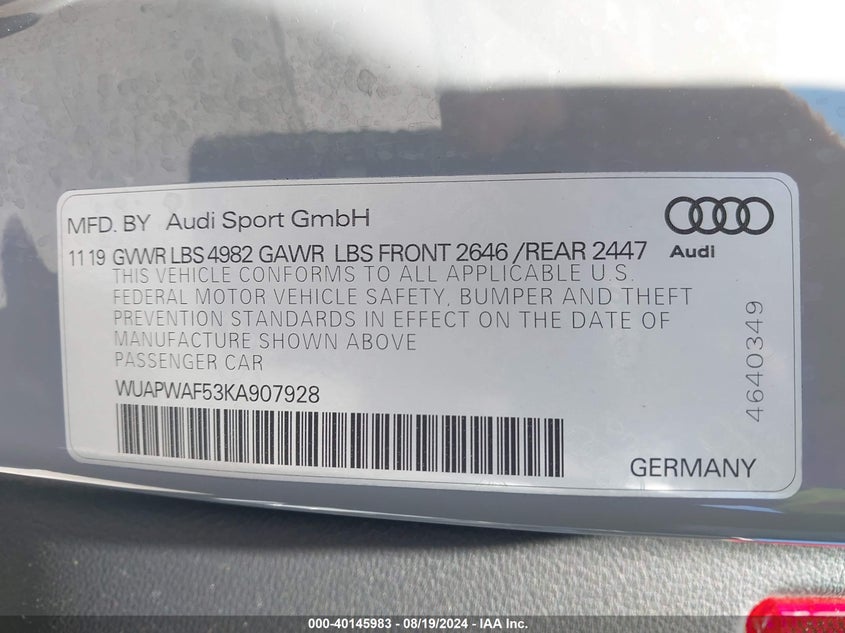 MFD. BY Audi Sport GmbH
Audi
11 19 GVWR LBS 4982 GAWR LBS FRONT 2646 /REAR 2447
THIS VEHICLE CONFORMS TO ALL APPLICABLE U.S.
FEDERAL MOTOR VEHICLE SAFETY, BUMPER AND THEFT
PREVENTION STANDARDS IN EFFECT ON THE DATE OF
MANUFACTURE SHOWN ABOVE
PASSENGER CAR
WUAPWAF53KA907928
4640349
GERMANY
000-40145983 - 08/19/2024 - IAA Inc.